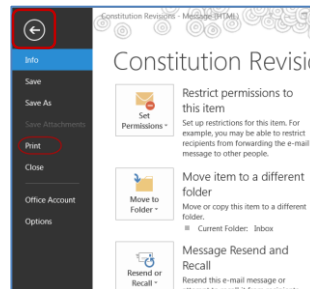 Constitution Revisions - Message (HTML)
Info
Save
Save As
Save Attachments
Print
Close
Office Account
Options
Constitution Revisi
Set
Permissions
Restrict permissions to
this item
Set up restrictions for this item. For
example, you may be able to restrict
recipients from forwarding the e-mail
message to other people.
Move to
Folder
Move item to a different
folder
Move or copy this item to a different
folder.
Current Folder: Inbox
Resend or
Recall
Message Resend and
Recall
Resend this e-mail message or